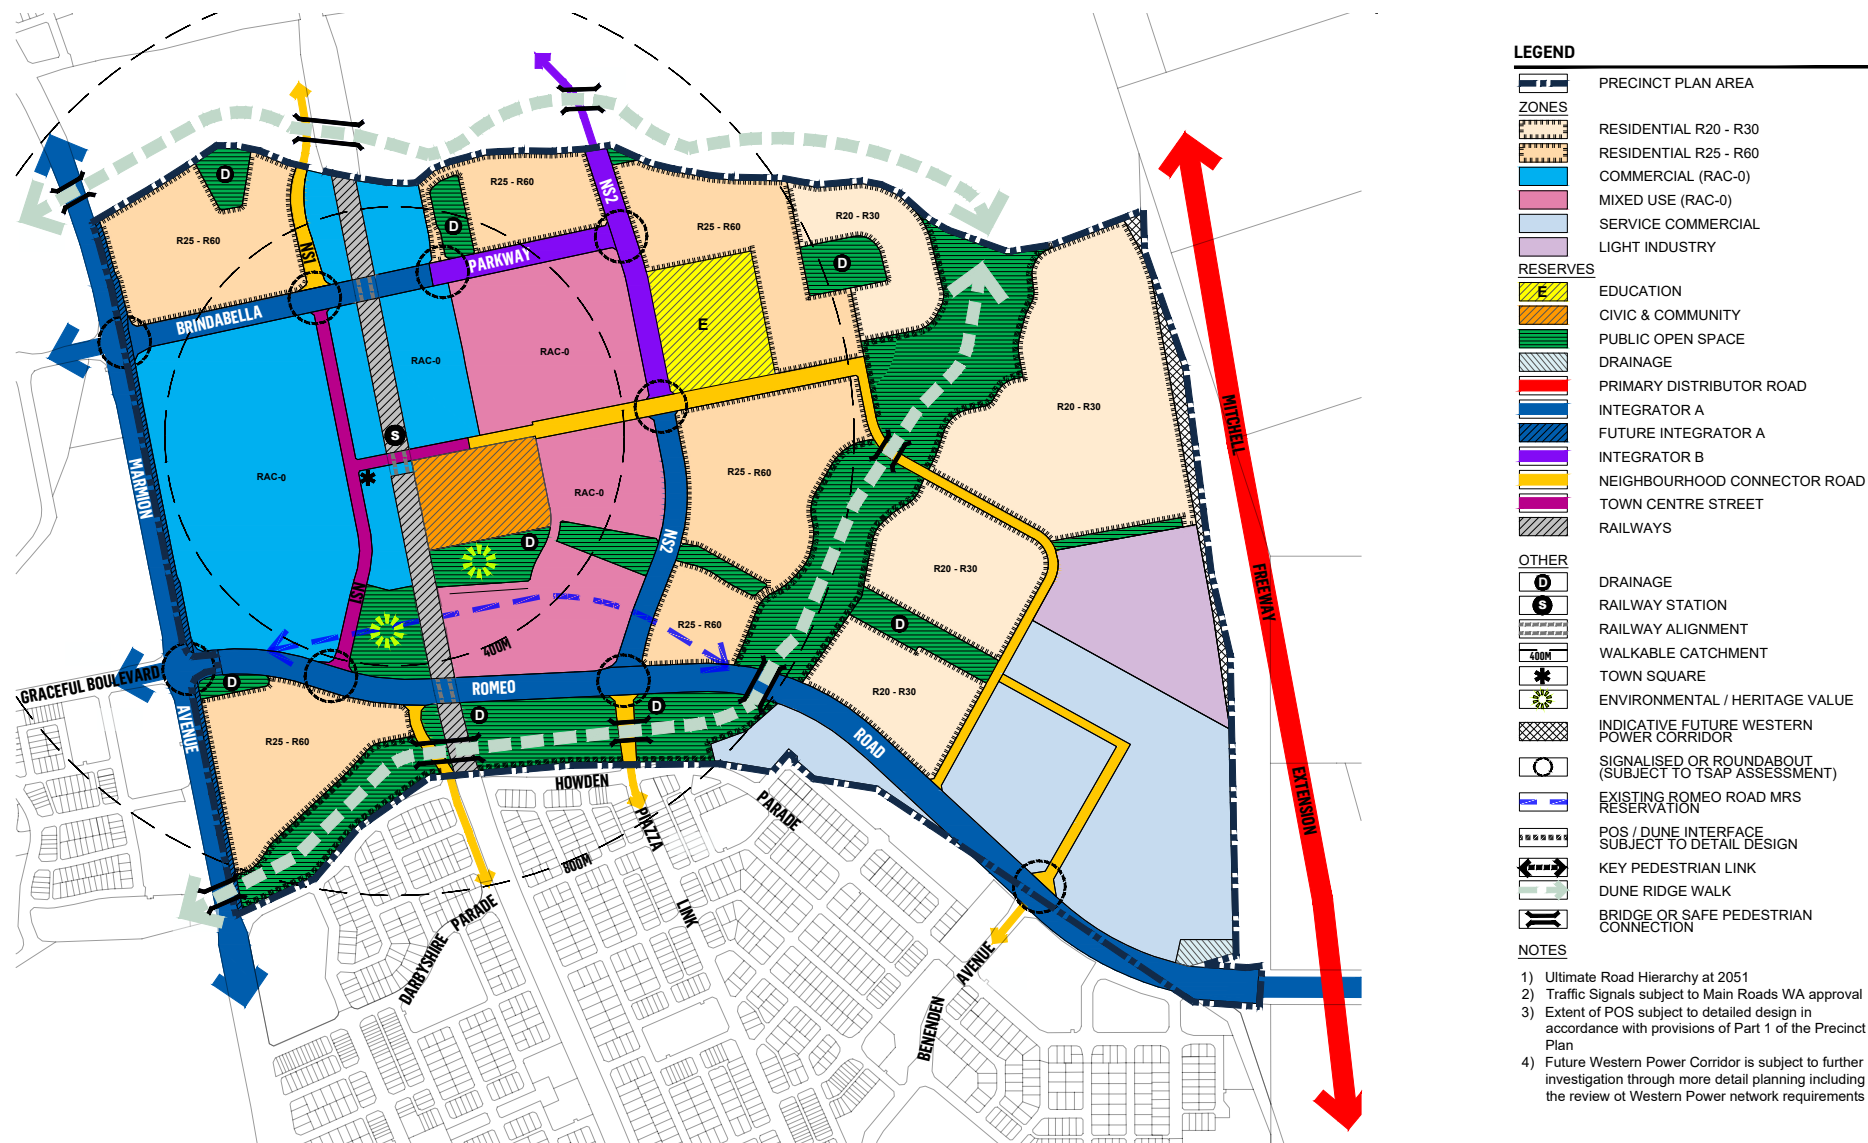 D
R25 - R60
NS1
R25 - R60
D
PARKWAY
NS2
R25 - R60
R20 - R30
D
BRINDABELLA
RAC-0
RAC-0
E
R20 - R30
MITCHELL
FREEWAY
EXTENSION
MARMION
AVENUE
RAC-0
S
RAC-0
D
R25 - R60
NS2
NS1
R20 - R30
D
R25 - R60
400M
R20 - R30
GRACEFUL BOULEVARD
D
ROMEO
ROAD
D
D
R25 - R60
HOWDEN
PARADE
PIAZZA
LINK
800M
DARBYSHIRE PARADE
BENENDEN AVENUE
LEGEND
PRECINCT PLAN AREA
ZONES
RESIDENTIAL R20 - R30
RESIDENTIAL R25 - R60
COMMERCIAL (RAC-0)
MIXED USE (RAC-0)
SERVICE COMMERCIAL
LIGHT INDUSTRY
RESERVES
E EDUCATION
CIVIC & COMMUNITY
PUBLIC OPEN SPACE
DRAINAGE
PRIMARY DISTRIBUTOR ROAD
INTEGRATOR A
FUTURE INTEGRATOR A
INTEGRATOR B
NEIGHBOURHOOD CONNECTOR ROAD
TOWN CENTRE STREET
RAILWAYS
OTHER
D DRAINAGE
S RAILWAY STATION
RAILWAY ALIGNMENT
400M WALKABLE CATCHMENT
TOWN SQUARE
ENVIRONMENTAL / HERITAGE VALUE
INDICATIVE FUTURE WESTERN
POWER CORRIDOR
SIGNALISED OR ROUNDABOUT
(SUBJECT TO TSAP ASSESSMENT)
EXISTING ROMEO ROAD MRS
RESERVATION
POS / DUNE INTERFACE
SUBJECT TO DETAIL DESIGN
KEY PEDESTRIAN LINK
DUNE RIDGE WALK
BRIDGE OR SAFE PEDESTRIAN
CONNECTION
NOTES
1) Ultimate Road Hierarchy at 2051
2) Traffic Signals subject to Main Roads WA approval
3) Extent of POS subject to detailed design in
accordance with provisions of Part 1 of the Precinct
Plan
4) Future Western Power Corridor is subject to further
investigation through more detail planning including
the review ot Western Power network requirements